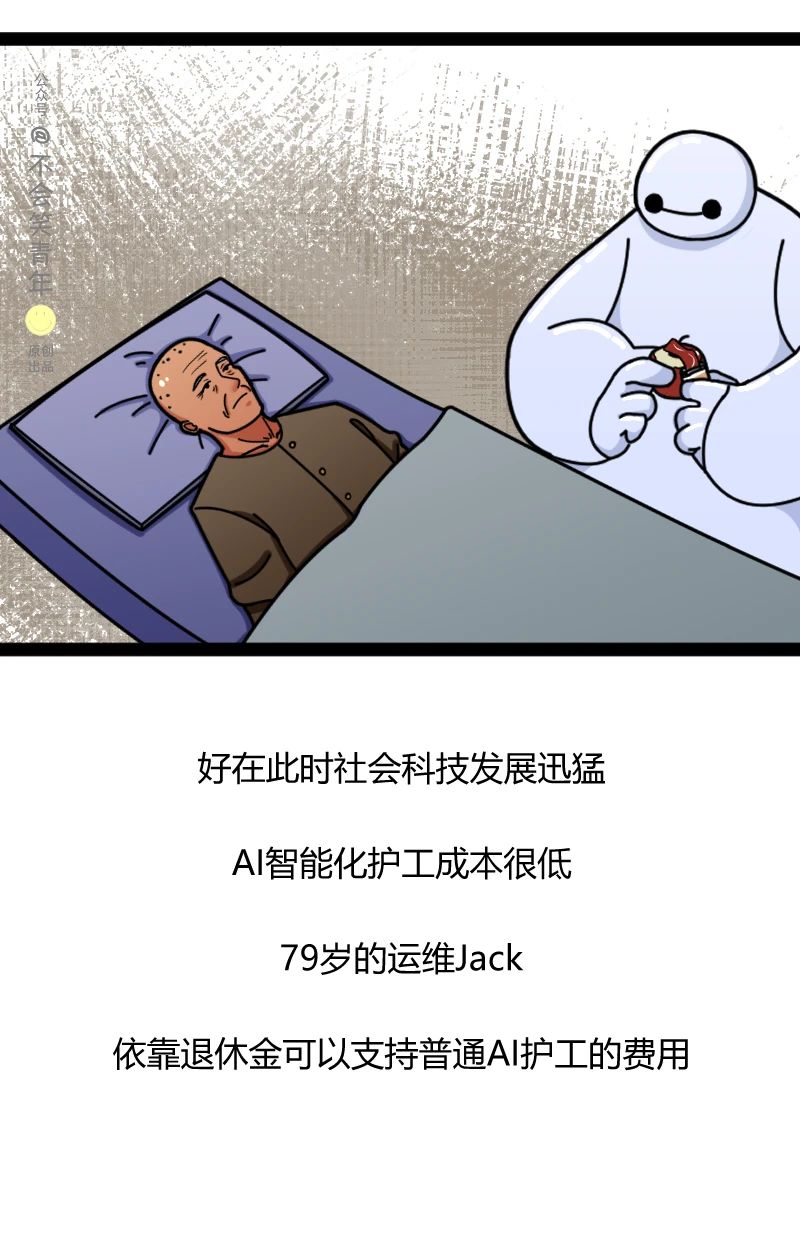 公众号
不会笑青年
原创
出品
好在此时社会科技发展迅猛
AI智能化护工成本很低
79岁的运维Jack
依靠退休金可以支持普通AI护工的费用